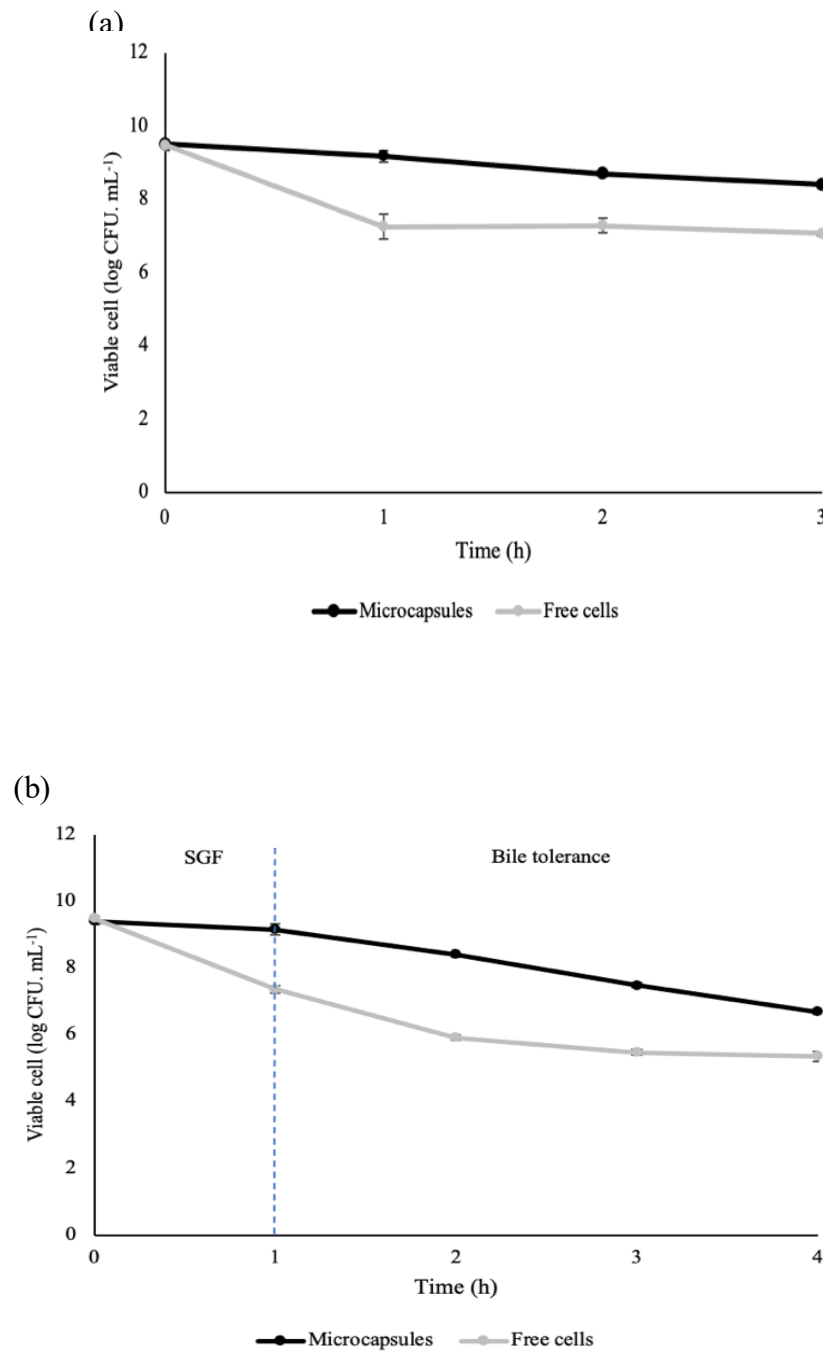 (a)
12
10
8
6
4
2
0
Viable cell (log CFU. mL-1)
0 1 2 3
Time (h)
Microcapsules Free cells
(b)
12
10
8
6
4
2
0
Viable cell (log CFU. mL-1)
SGF Bile tolerance
0 1 2 3 4
Time (h)
Microcapsules Free cells